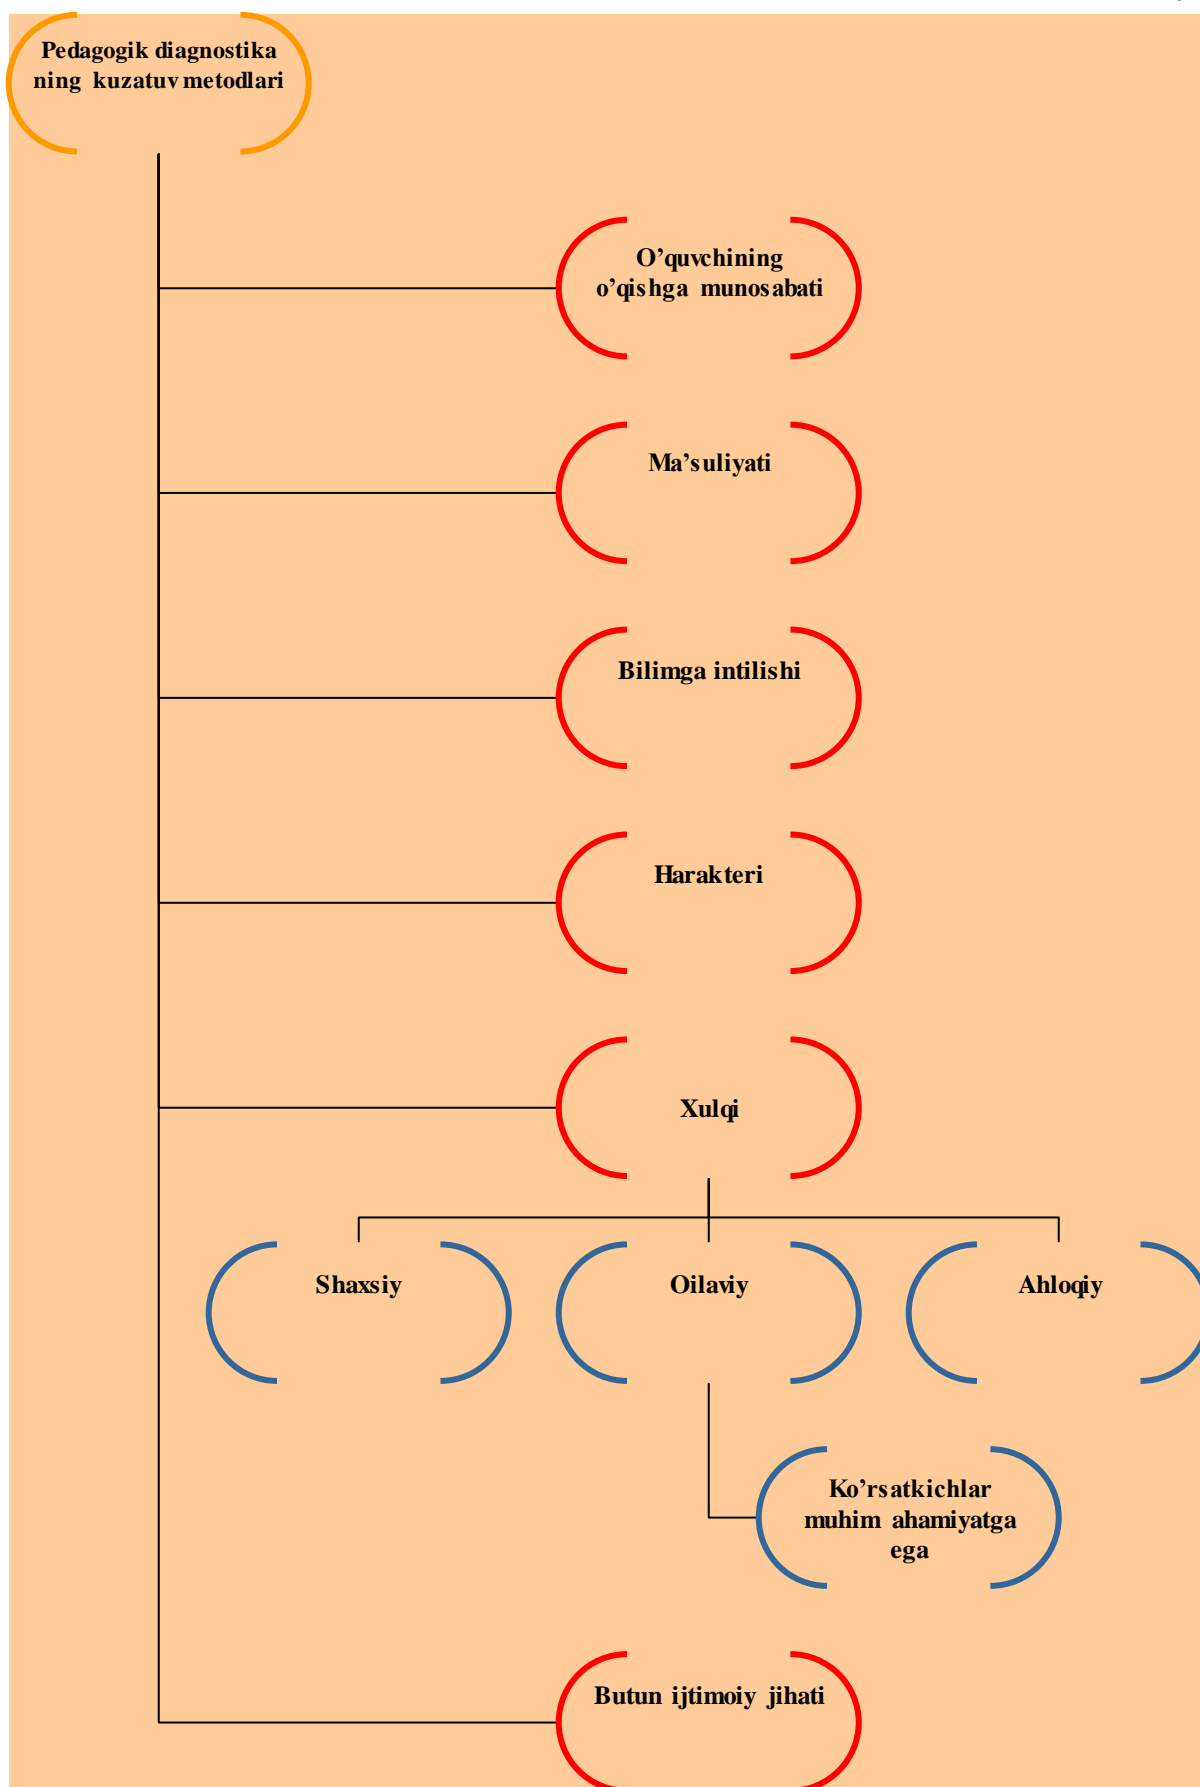 Pedagogik diagnostika
ning kuzatuv metodlari
O’quvchining
o’qishga munosabati
Ma’suliyati
Bilimga intilishi
Harakteri
Xulqi
Shaxsiy
Oilaviy
Ahloqiy
Ko’rsatkichlar
muhim ahamiyatga
ega
Butun ijtimoiy jihati